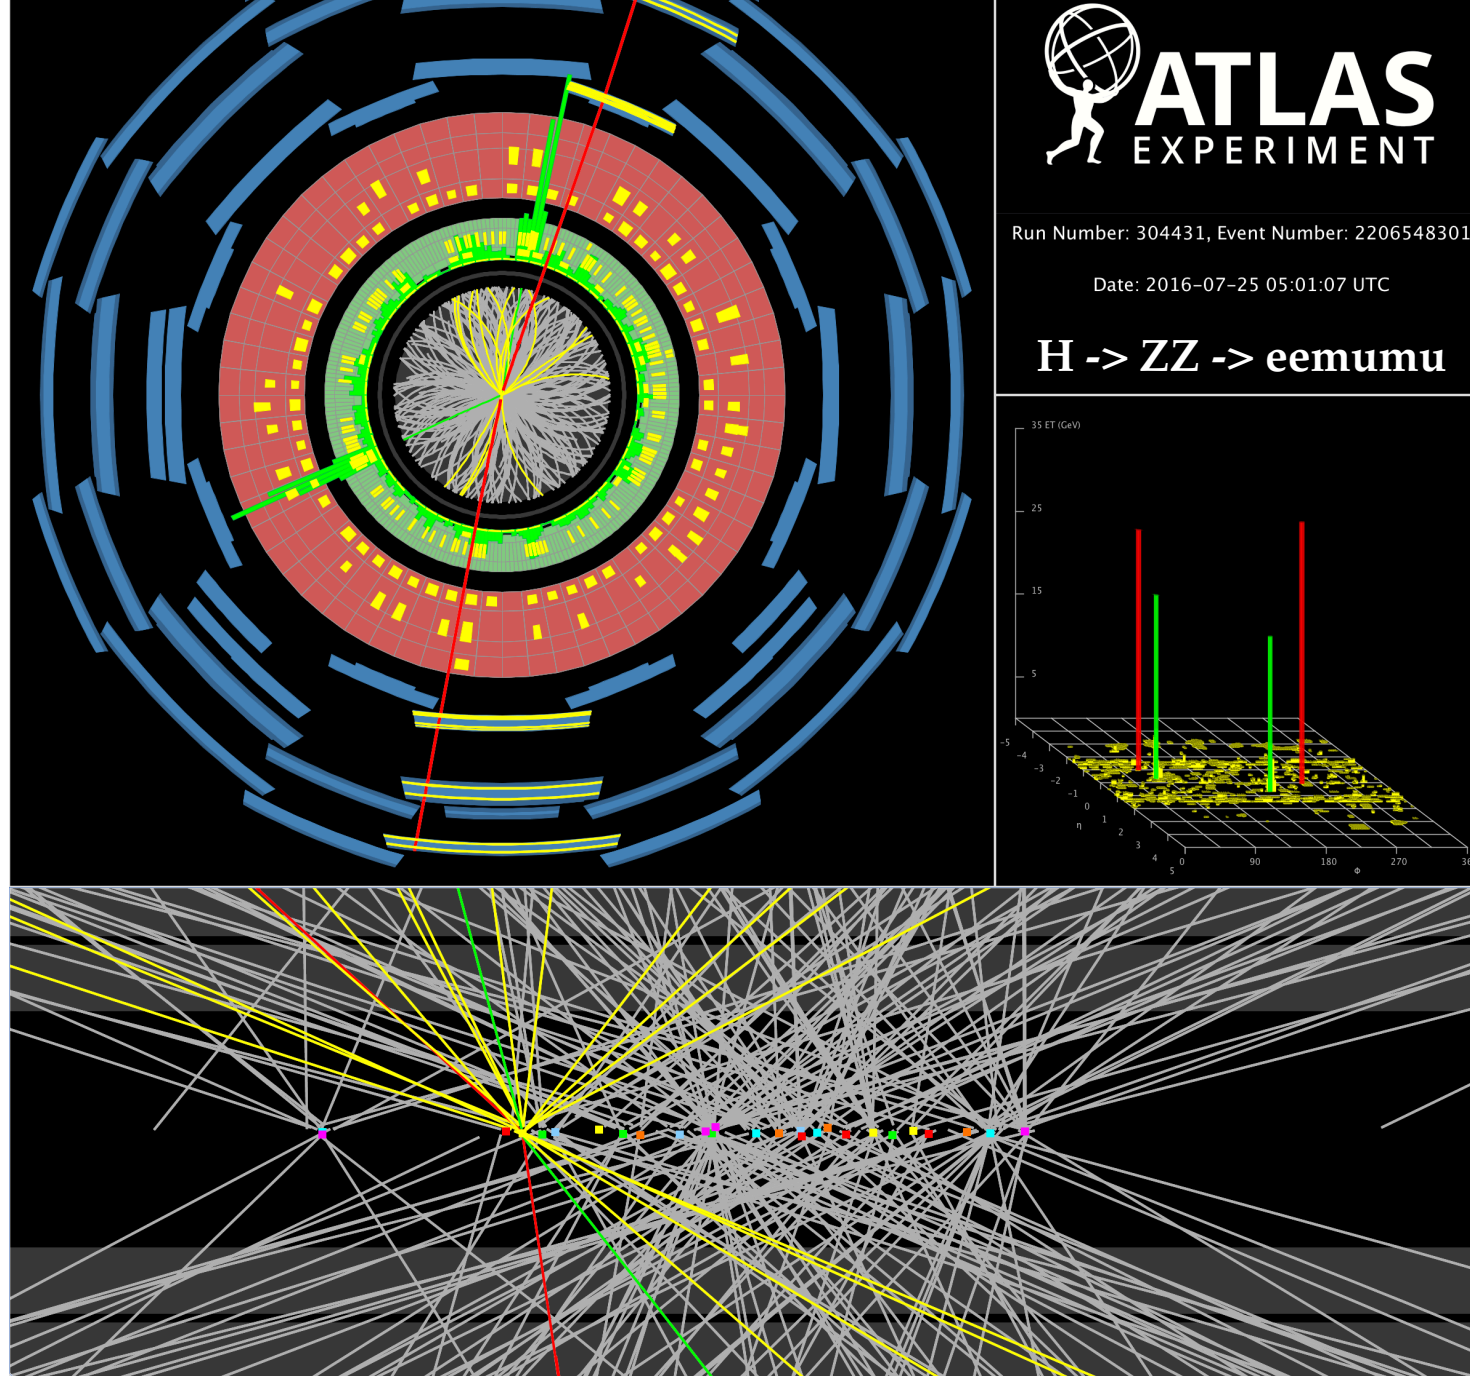 ATLAS
EXPERIMENT
Run Number: 304431, Event Number: 2206548301
Date: 2016-07-25 05:01:07 UTC
H -> ZZ -> eemumu
35 ET (GeV)
25
15
5
-5
-4
-3
-2
-1
0
1
2
3
4
5
η
0 90 180 270 36
Φ